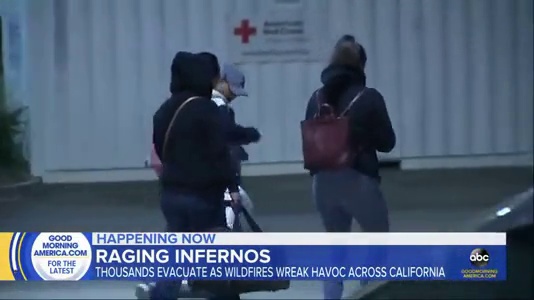 American
Red Cross
HAPPENING NOW
GOOD
MORNING
AMERICA.COM
FOR THE
LATEST
RAGING INFERNOS
THOUSANDS EVACUATE AS WILDFIRES WREAK HAVOC ACROSS CALIFORNIA
abc
GOOD MORNING
AMERICA.COM